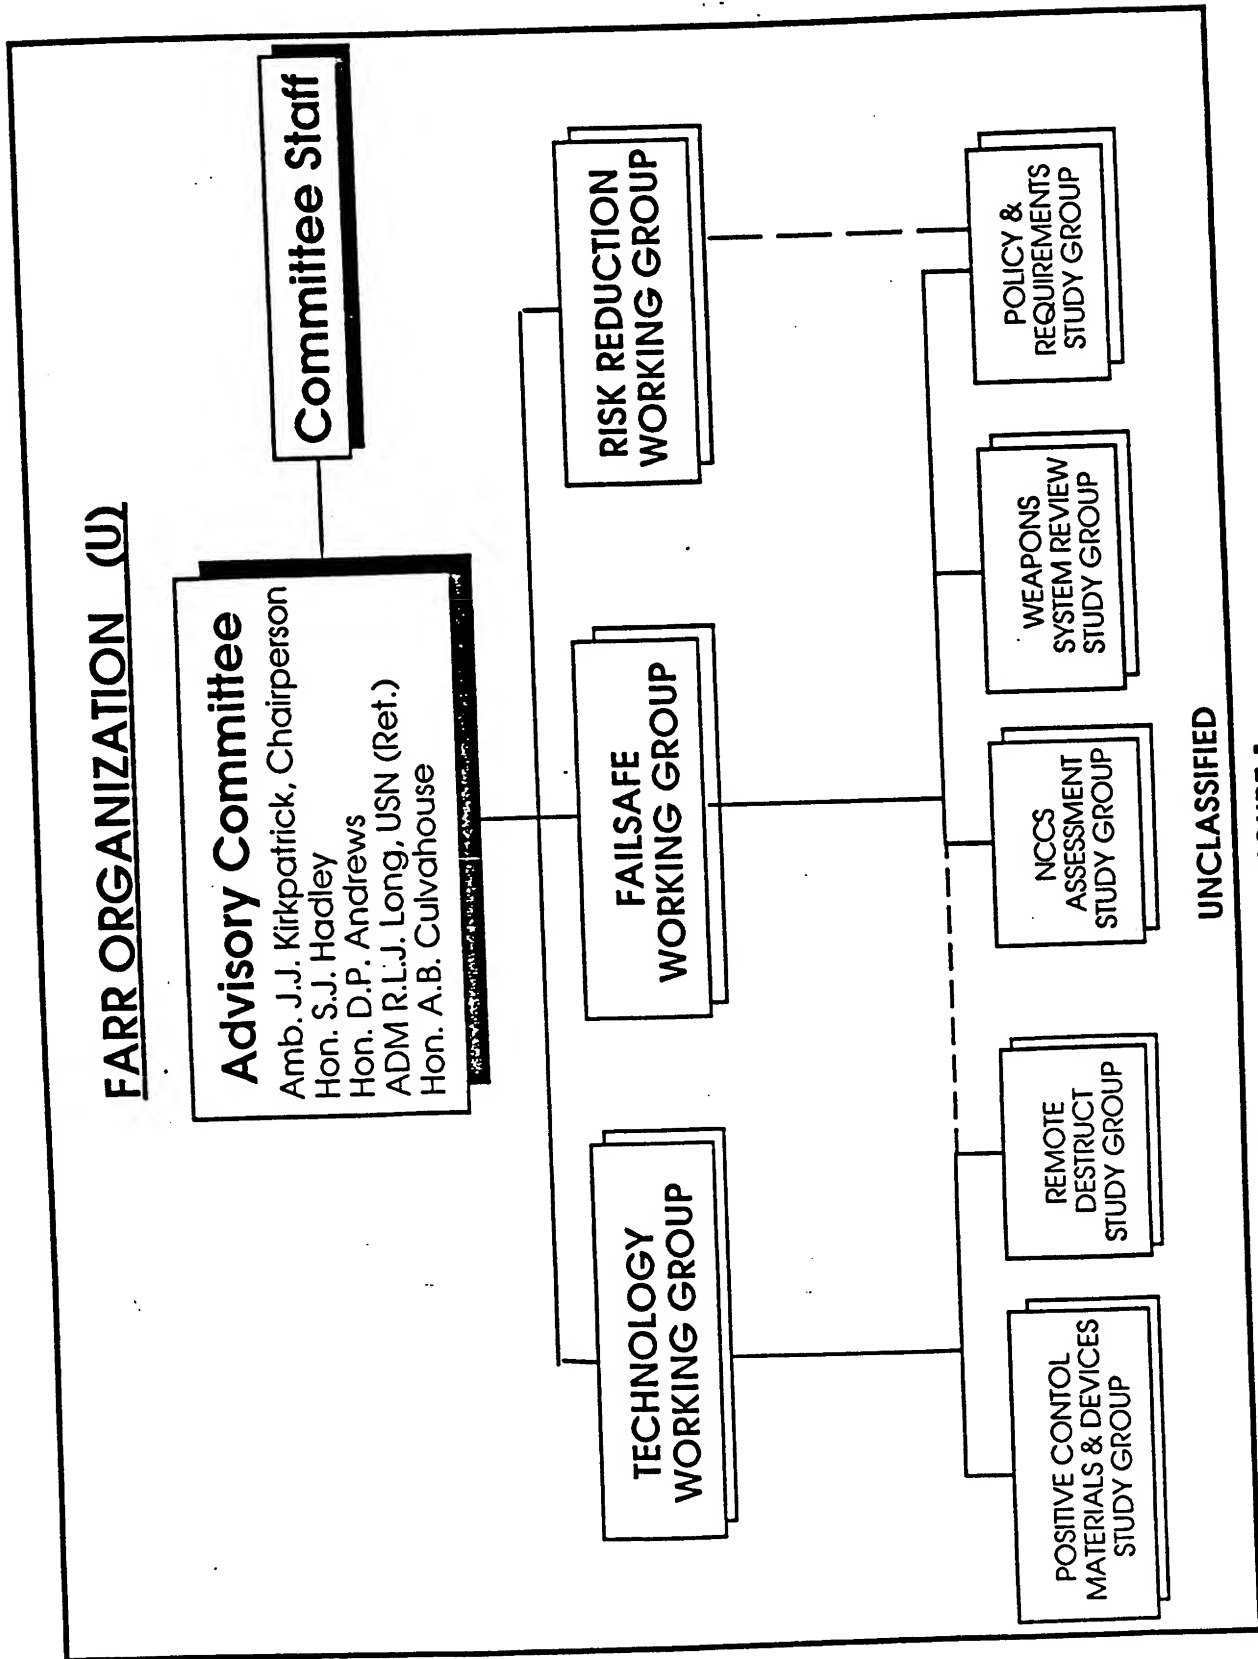 FARR ORGANIZATION (U)
Advisory Committee
Amb. J.J. Kirkpatrick, Chairperson
Hon. S.J. Hadley
Hon. D.P. Andrews
ADM R.L.J. Long, USN (Ret.)
Hon. A.B. Culvahouse
Committee Staff
TECHNOLOGY
WORKING GROUP
FAILSAFE
WORKING GROUP
RISK REDUCTION
WORKING GROUP
POSITIVE CONTOL
MATERIALS & DEVICES
STUDY GROUP
REMOTE
DESTRUCT
STUDY GROUP
NCCS
ASSESSMENT
STUDY GROUP
WEAPONS
SYSTEM REVIEW
STUDY GROUP
POLICY &
REQUIREMENTS
STUDY GROUP
UNCLASSIFIED